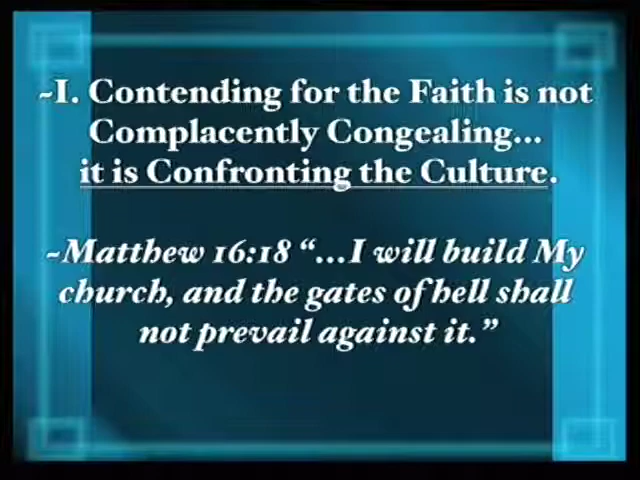 ~I. Contending for the Faith is not
Complacently Congealing...
it is Confronting the Culture.
~Matthew 16:18 “...I will build My
church, and the gates of hell shall
not prevail against it.”